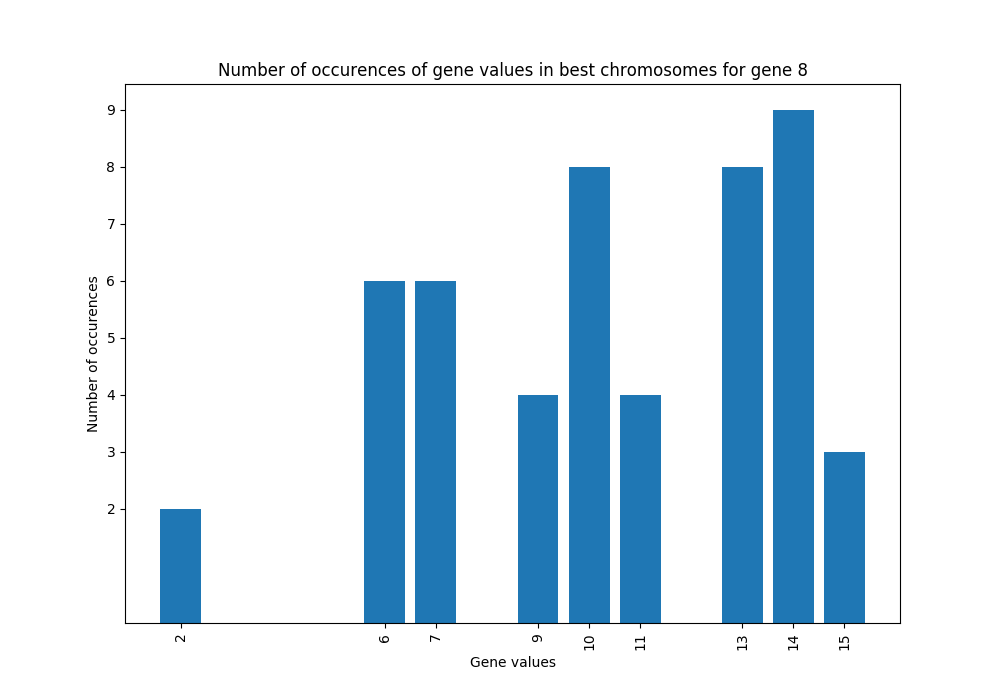 Number of occurences of gene values in best chromosomes for gene 8
9
8
7
6
5
4
3
2
Number of occurences
2 6 7 9 10 11 13 14 15
Gene values